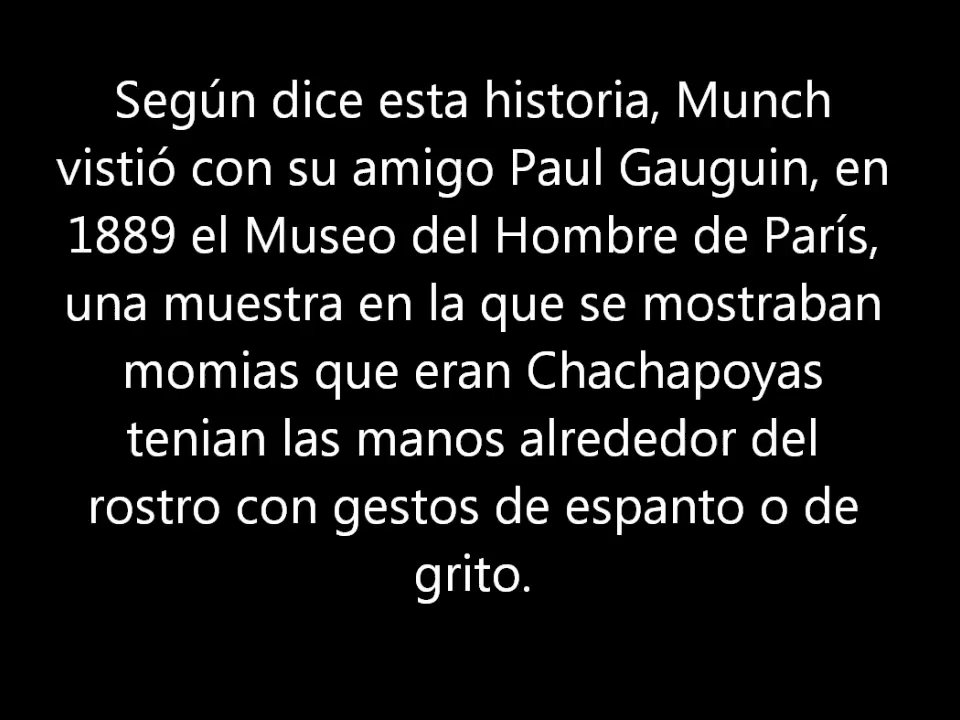 Según dice esta historia, Munch
vistió con su amigo Paul Gauguin, en
1889 el Museo del Hombre de París,
una muestra en la que se mostraban
momias que eran Chachapoyas
tenian las manos alrededor del
rostro con gestos de espanto o de
grito.